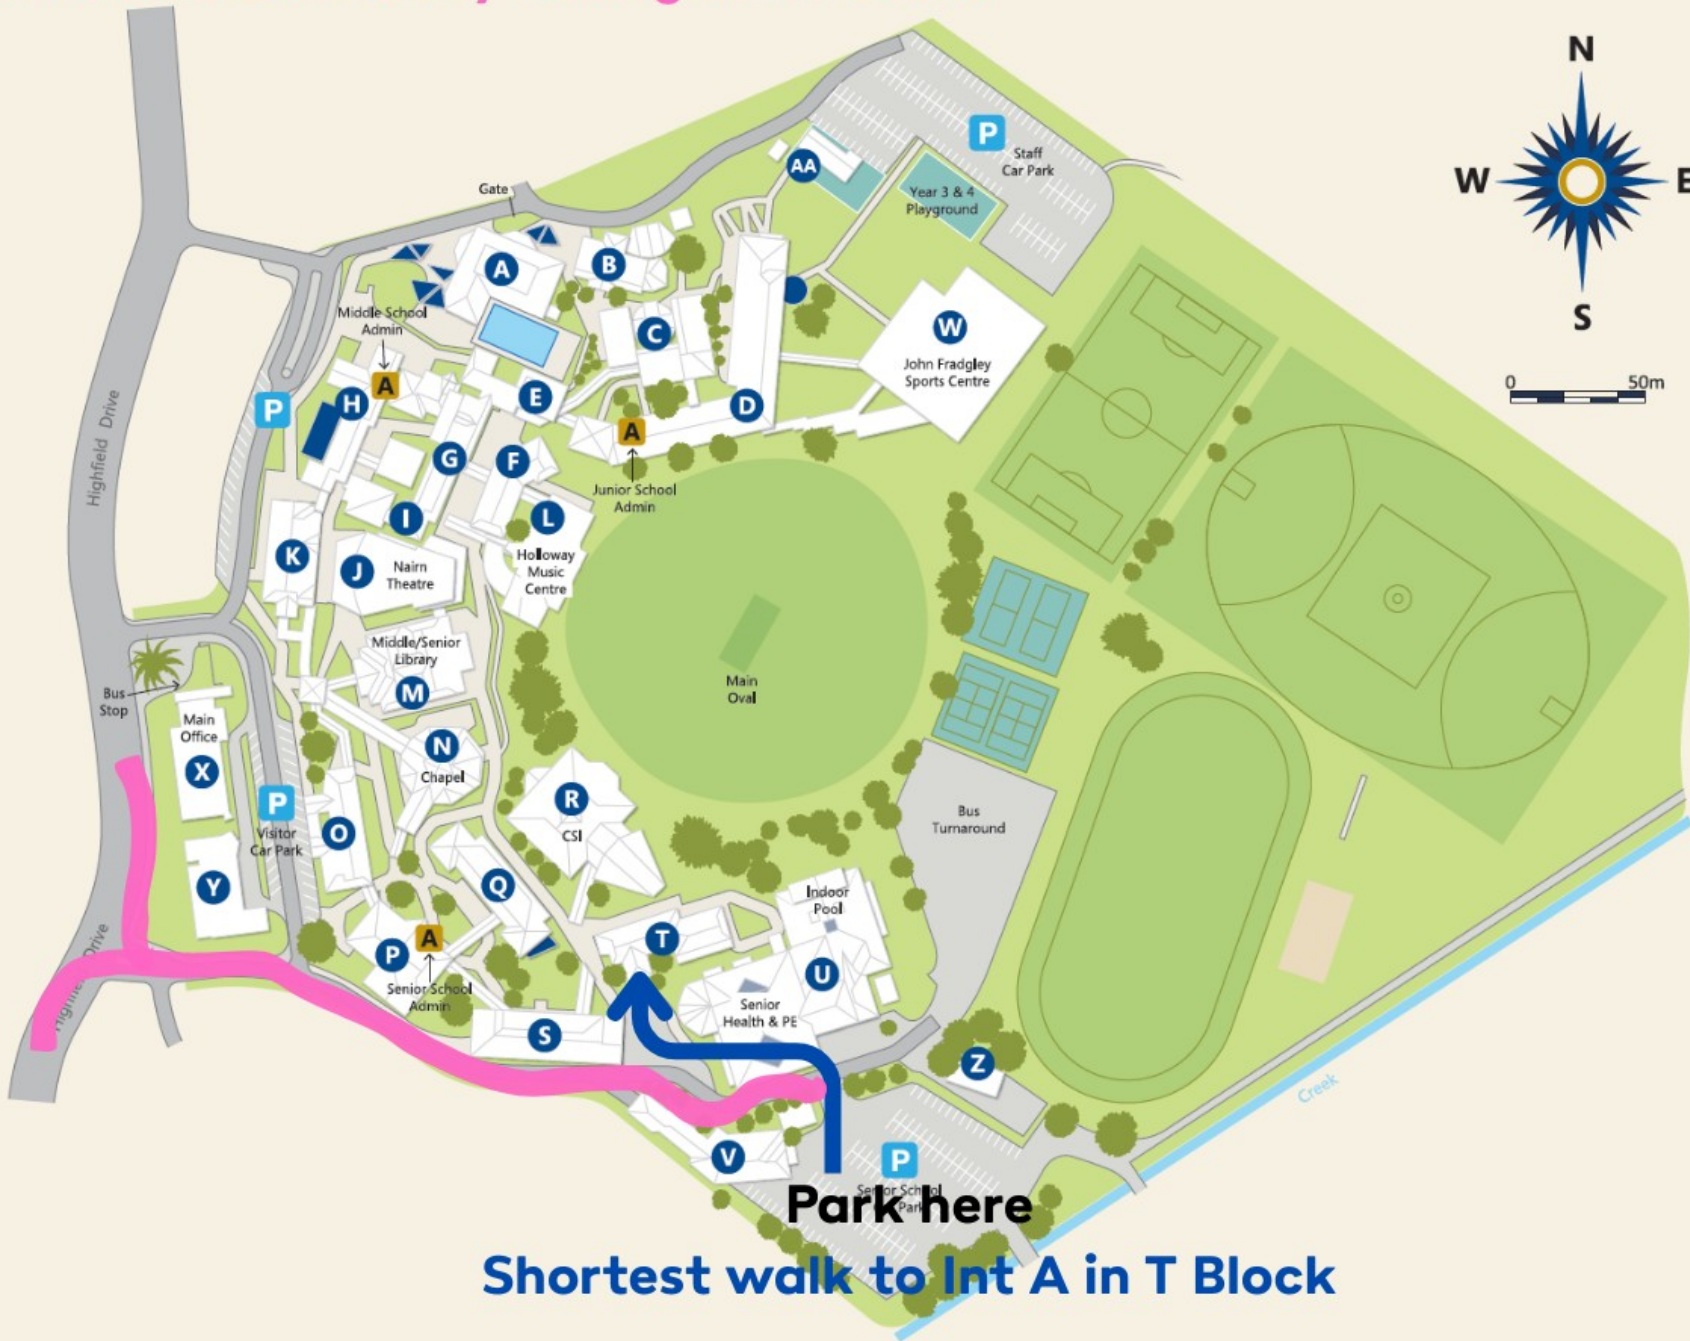 N
W
E
S
0 50m
P
Staff
Car Park
AA
Year 3 & 4
Playground
Gate
A
B
C
W
John Fradgley
Sports Centre
Middle School
Admin
A
P
H
E
D
A
Junior School
Admin
G
F
I
L
Holloway
Music
Centre
K
J
Nairn
Theatre
Highfield Drive
Middle/Senior
Library
M
Main
Oval
Bus
Stop
Main
Office
X
N
Chapel
P
Visitor
Car Park
O
R
CSI
Bus
Turnaround
Y
Q
Indoor
Pool
T
U
P
A
Senior School
Admin
Senior
Health & PE
S
Z
Creek
V
P
Park here
Shortest walk to Int A in T Block